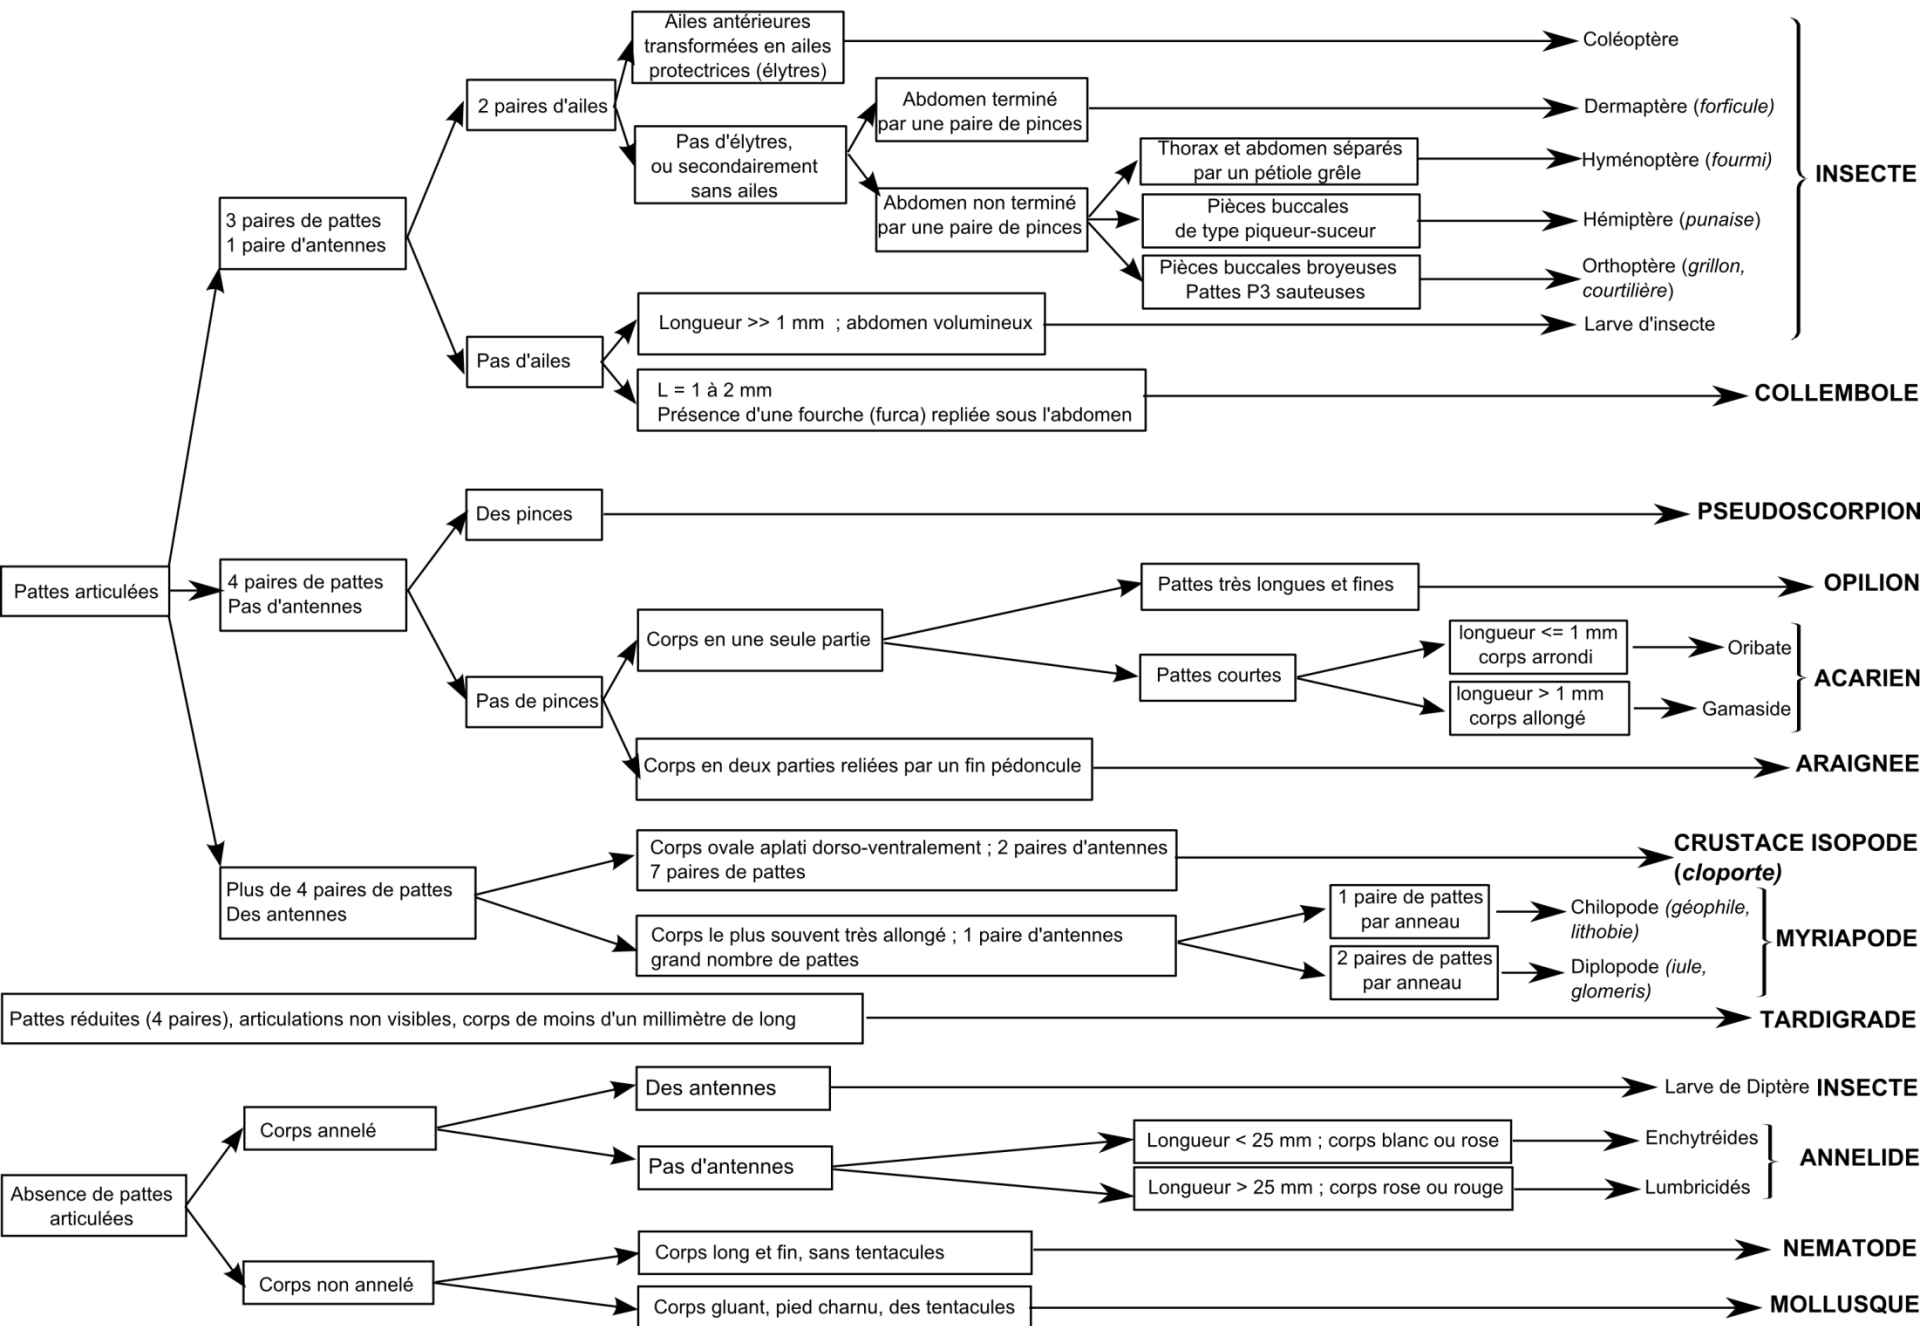 Ailes antérieures
transformées en ailes
protectrices (élytres)
Coléoptère
2 paires d'ailes
Abdomen terminé
par une paire de pinces
Dermaptère (forficule)
Pas d'élytres,
ou secondairement
sans ailes
Thorax et abdomen séparés
par un pétiole grêle
Hyménoptère (fourmi)
INSECTE
3 paires de pattes
1 paire d'antennes
Abdomen non terminé
par une paire de pinces
Pièces buccales
de type piqueur-suceur
Hémiptère (punaise)
Pièces buccales broyeuses
Pattes P3 sauteuses
Orthoptère (grillon,
courtilière)
Longueur >> 1 mm ; abdomen volumineux
Larve d'insecte
Pas d'ailes
L = 1 à 2 mm
Présence d'une fourche (furca) repliée sous l'abdomen
COLLEMBOLE
Des pinces
PSEUDOSCORPION
Pattes articulées
4 paires de pattes
Pas d'antennes
Pattes très longues et fines
OPILION
Corps en une seule partie
longueur <= 1 mm
corps arrondi
Oribate
Pattes courtes
ACARIEN
Pas de pinces
longueur > 1 mm
corps allongé
Gamaside
Corps en deux parties reliées par un fin pédoncule
ARAIGNEE
Corps ovale aplati dorso-ventralement ; 2 paires d'antennes
7 paires de pattes
CRUSTACE ISOPODE
(cloporte)
Plus de 4 paires de pattes
Des antennes
1 paire de pattes
par anneau
Chilopode (géophile,
lithobie)
Corps le plus souvent très allongé ; 1 paire d'antennes
grand nombre de pattes
MYRIAPODE
2 paires de pattes
par anneau
Diplopode (iule,
glomeris)
Pattes réduites (4 paires), articulations non visibles, corps de moins d'un millimètre de long
TARDIGRADE
Des antennes
Larve de Diptère INSECTE
Corps annelé
Longueur < 25 mm ; corps blanc ou rose
Enchytréides
Pas d'antennes
ANNELIDE
Longueur > 25 mm ; corps rose ou rouge
Lumbricidés
Absence de pattes
articulées
Corps long et fin, sans tentacules
NEMATODE
Corps non annelé
Corps gluant, pied charnu, des tentacules
MOLLUSQUE